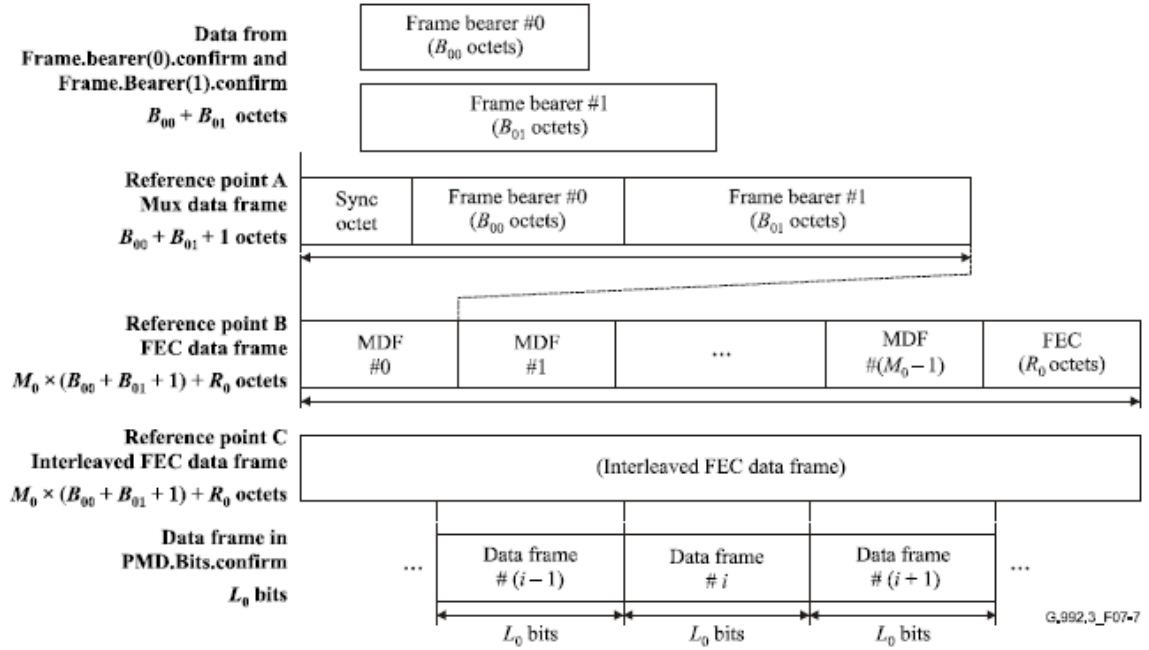 Data from
Frame.bearer(0).confirm and
Frame.Bearer(1).confirm
B₀₀ + B₀₁ octets
Frame bearer #0
(B₀₀ octets)
Frame bearer #1
(B₀₁ octets)
Reference point A
Mux data frame
B₀₀ + B₀₁ + 1 octets
Sync
octet
Frame bearer #0
(B₀₀ octets)
Frame bearer #1
(B₀₁ octets)
Reference point B
FEC data frame
M₀ × (B₀₀ + B₀₁ + 1) + R₀ octets
MDF
#0
MDF
#1
...
MDF
#(M₀ – 1)
FEC
(R₀ octets)
Reference point C
Interleaved FEC data frame
M₀ × (B₀₀ + B₀₁ + 1) + R₀ octets
(Interleaved FEC data frame)
Data frame in
PMD.Bits.confirm
L₀ bits
...
Data frame
# (i – 1)
Data frame
# i
Data frame
# (i + 1)
...
L₀ bits
L₀ bits
L₀ bits
G.992.3_F07-7